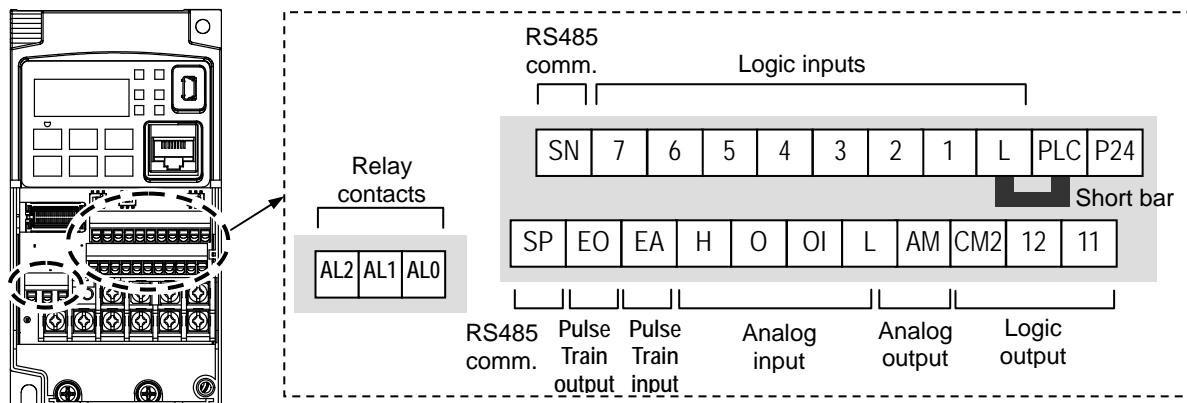 RS485
comm.
Logic inputs
SN 7 6 5 4 3 2 1 L PLC P24
Short bar
Relay
contacts
AL2 AL1 AL0
SP EO EA H O OI L AM CM2 12 11
RS485
comm.
Pulse
Train
output
Pulse
Train
input
Analog
input
Analog
output
Logic
output